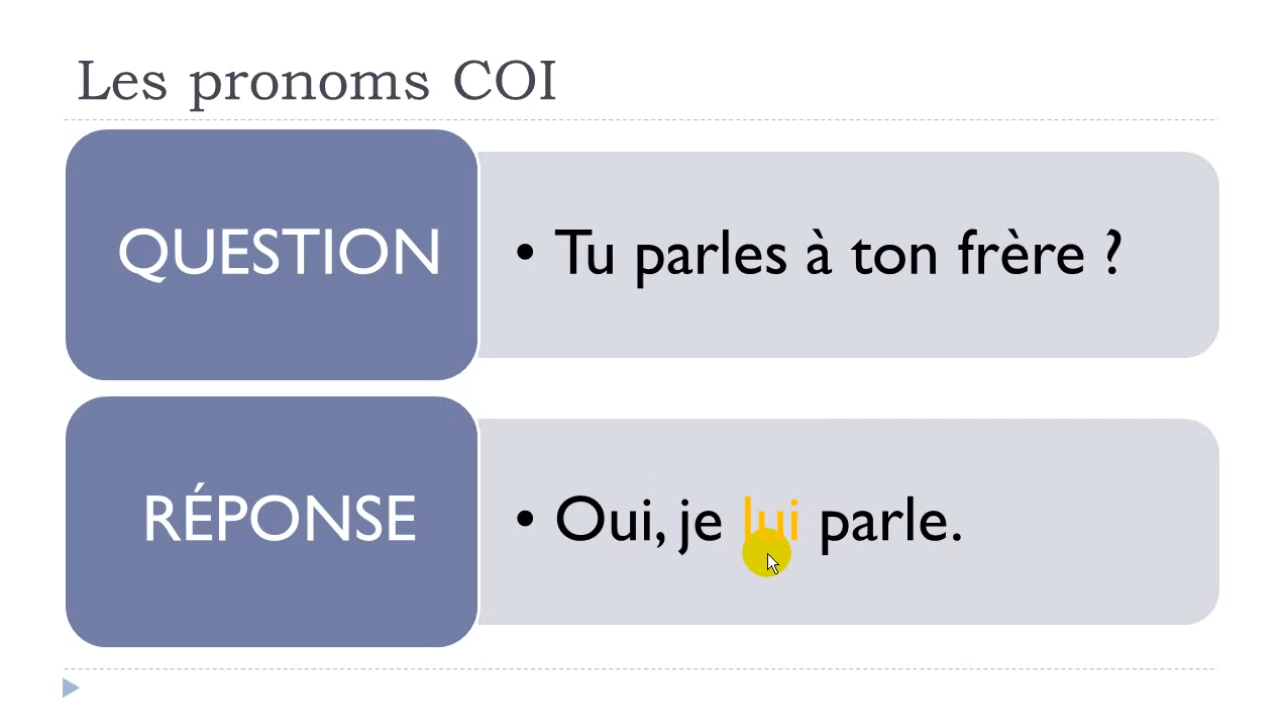 Les pronoms COI
QUESTION
• Tu parles à ton frère ?
RÉPONSE
• Oui, je lui parle.